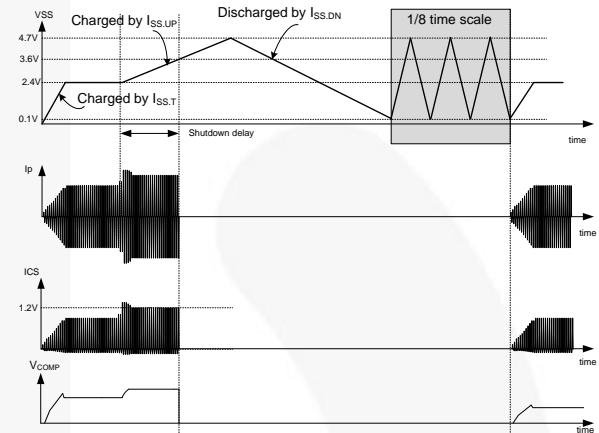 VSS
Charged by ISS.UP
Discharged by ISS.DN
1/8 time scale
4.7V
3.6V
2.4V
Charged by ISS.T
0.1V
Shutdown delay
time
Ip
time
ICS
1.2V
time
VCOMP
time